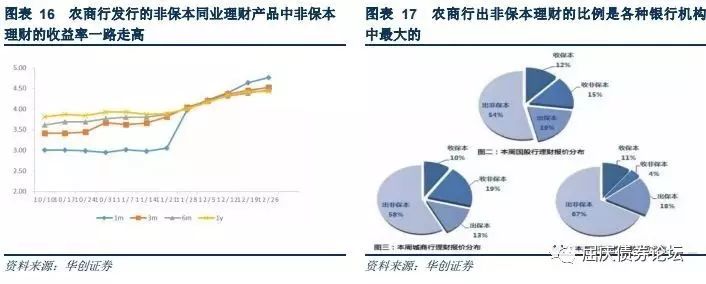 图表 16 农商行发行的非保本同业理财产品中非保本
理财的收益率一路走高
5.00
4.50
4.00
3.50
3.00
2.50
2.00
10/10 10/17 10/24 10/31 11/7 11/14 11/21 11/28 12/5 12/12 12/19 12/26
1m 3m 6m 1y
资料来源：华创证券
图表 17 农商行出非保本理财的比例是各种银行机构
中最大的
收保本
12%
收非保本
15%
出保本
19%
出非保本
54%
图二：本周国股行理财报价分布
收保本
10%
收非保本
19%
出保本
13%
出非保本
58%
图三：本周城商行理财报价分布
收保本
11%
收非保本
4%
出保本
18%
出非保本
67%
资料来源：华创证券
屈庆债券论坛